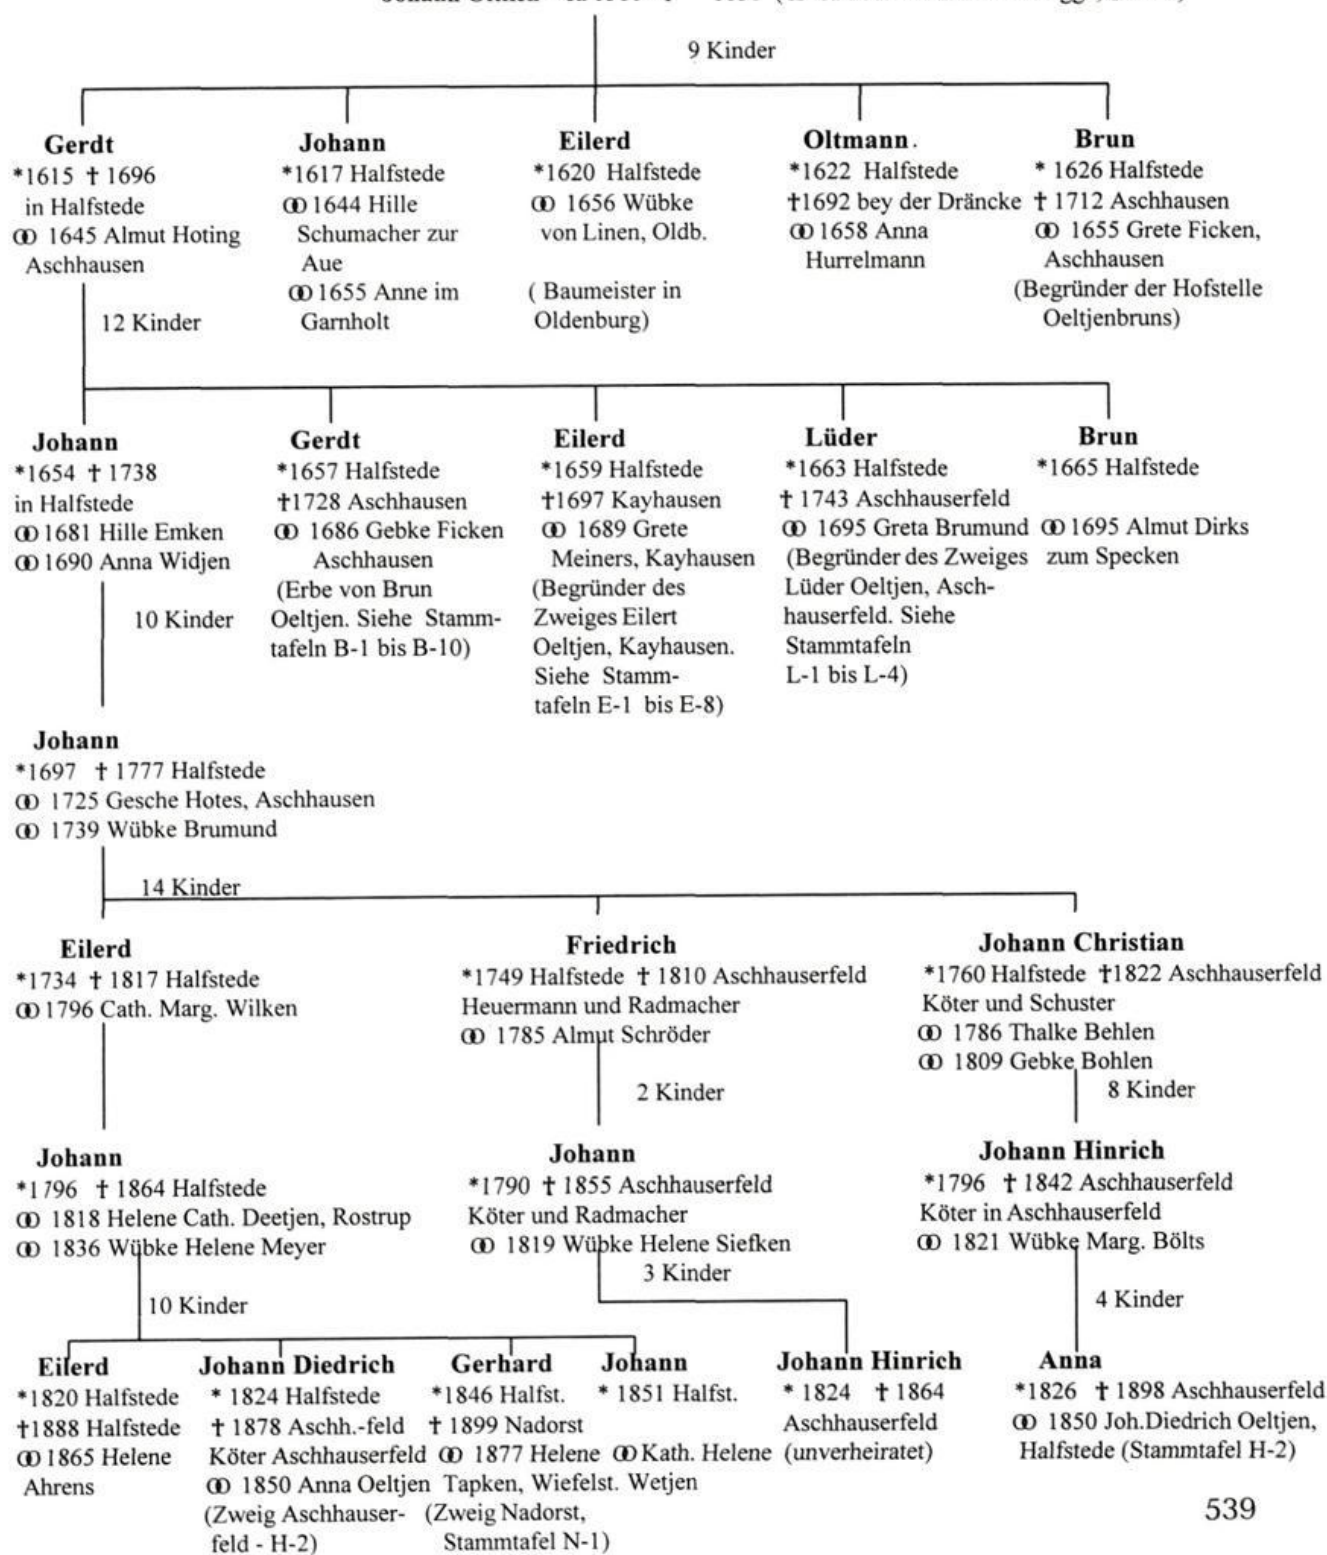 9 Kinder
Gerdt
*1615 † 1696
in Halfstede
⚭ 1645 Almut Hoting
Aschhausen
Johann
*1617 Halfstede
⚭ 1644 Hille
Schumacher zur
Aue
⚭ 1655 Anne im
Garnholt
Eilerd
*1620 Halfstede
⚭ 1656 Wübke
von Linen, Oldb.
( Baumeister in
Oldenburg)
Oltmann.
*1622 Halfstede
†1692 bey der Dräncke
⚭ 1658 Anna
Hurrelmann
Brun
* 1626 Halfstede
† 1712 Aschhausen
⚭ 1655 Grete Ficken,
Aschhausen
(Begründer der Hofstelle
Oeltjenbruns)
12 Kinder
Johann
*1654 † 1738
in Halfstede
⚭ 1681 Hille Emken
⚭ 1690 Anna Widjen
Gerdt
*1657 Halfstede
†1728 Aschhausen
⚭ 1686 Gebke Ficken
Aschhausen
(Erbe von Brun
Oeltjen. Siehe Stamm-
tafeln B-1 bis B-10)
Eilerd
*1659 Halfstede
†1697 Kayhausen
⚭ 1689 Grete
Meiners, Kayhausen
(Begründer des
Zweiges Eilert
Oeltjen, Kayhausen.
Siehe Stamm-
tafeln E-1 bis E-8)
Lüder
*1663 Halfstede
† 1743 Aschhauserfeld
⚭ 1695 Greta Brumund
(Begründer des Zweiges
Lüder Oeltjen, Asch-
hauserfeld. Siehe
Stammtafeln
L-1 bis L-4)
Brun
*1665 Halfstede
⚭ 1695 Almut Dirks
zum Specken
10 Kinder
Johann
*1697 † 1777 Halfstede
⚭ 1725 Gesche Hotes, Aschhausen
⚭ 1739 Wübke Brumund
14 Kinder
Eilerd
*1734 † 1817 Halfstede
⚭ 1796 Cath. Marg. Wilken
Friedrich
*1749 Halfstede † 1810 Aschhauserfeld
Heuermann und Radmacher
⚭ 1785 Almut Schröder
2 Kinder
Johann Christian
*1760 Halfstede †1822 Aschhauserfeld
Köter und Schuster
⚭ 1786 Thalke Behlen
⚭ 1809 Gebke Bohlen
8 Kinder
Johann
*1796 † 1864 Halfstede
⚭ 1818 Helene Cath. Deetjen, Rostrup
⚭ 1836 Wübke Helene Meyer
10 Kinder
Johann
*1790 † 1855 Aschhauserfeld
Köter und Radmacher
⚭ 1819 Wübke Helene Siefken
3 Kinder
Johann Hinrich
*1796 † 1842 Aschhauserfeld
Köter in Aschhauserfeld
⚭ 1821 Wübke Marg. Bölts
4 Kinder
Eilerd
*1820 Halfstede
†1888 Halfstede
⚭ 1865 Helene
Ahrens
Johann Diedrich
* 1824 Halfstede
† 1878 Aschh.-feld
Köter Aschhauserfeld
⚭ 1850 Anna Oeltjen
(Zweig Aschhauser-
feld - H-2)
Gerhard
*1846 Halfst.
† 1899 Nadorst
⚭ 1877 Helene
Tapken, Wiefelst.
(Zweig Nadorst,
Stammtafel N-1)
Johann
* 1851 Halfst.
⚭ Kath. Helene
Wetjen
Johann Hinrich
* 1824 † 1864
Aschhauserfeld
(unverheiratet)
Anna
*1826 † 1898 Aschhauserfeld
⚭ 1850 Joh.Diedrich Oeltjen,
Halfstede (Stammtafel H-2)
539